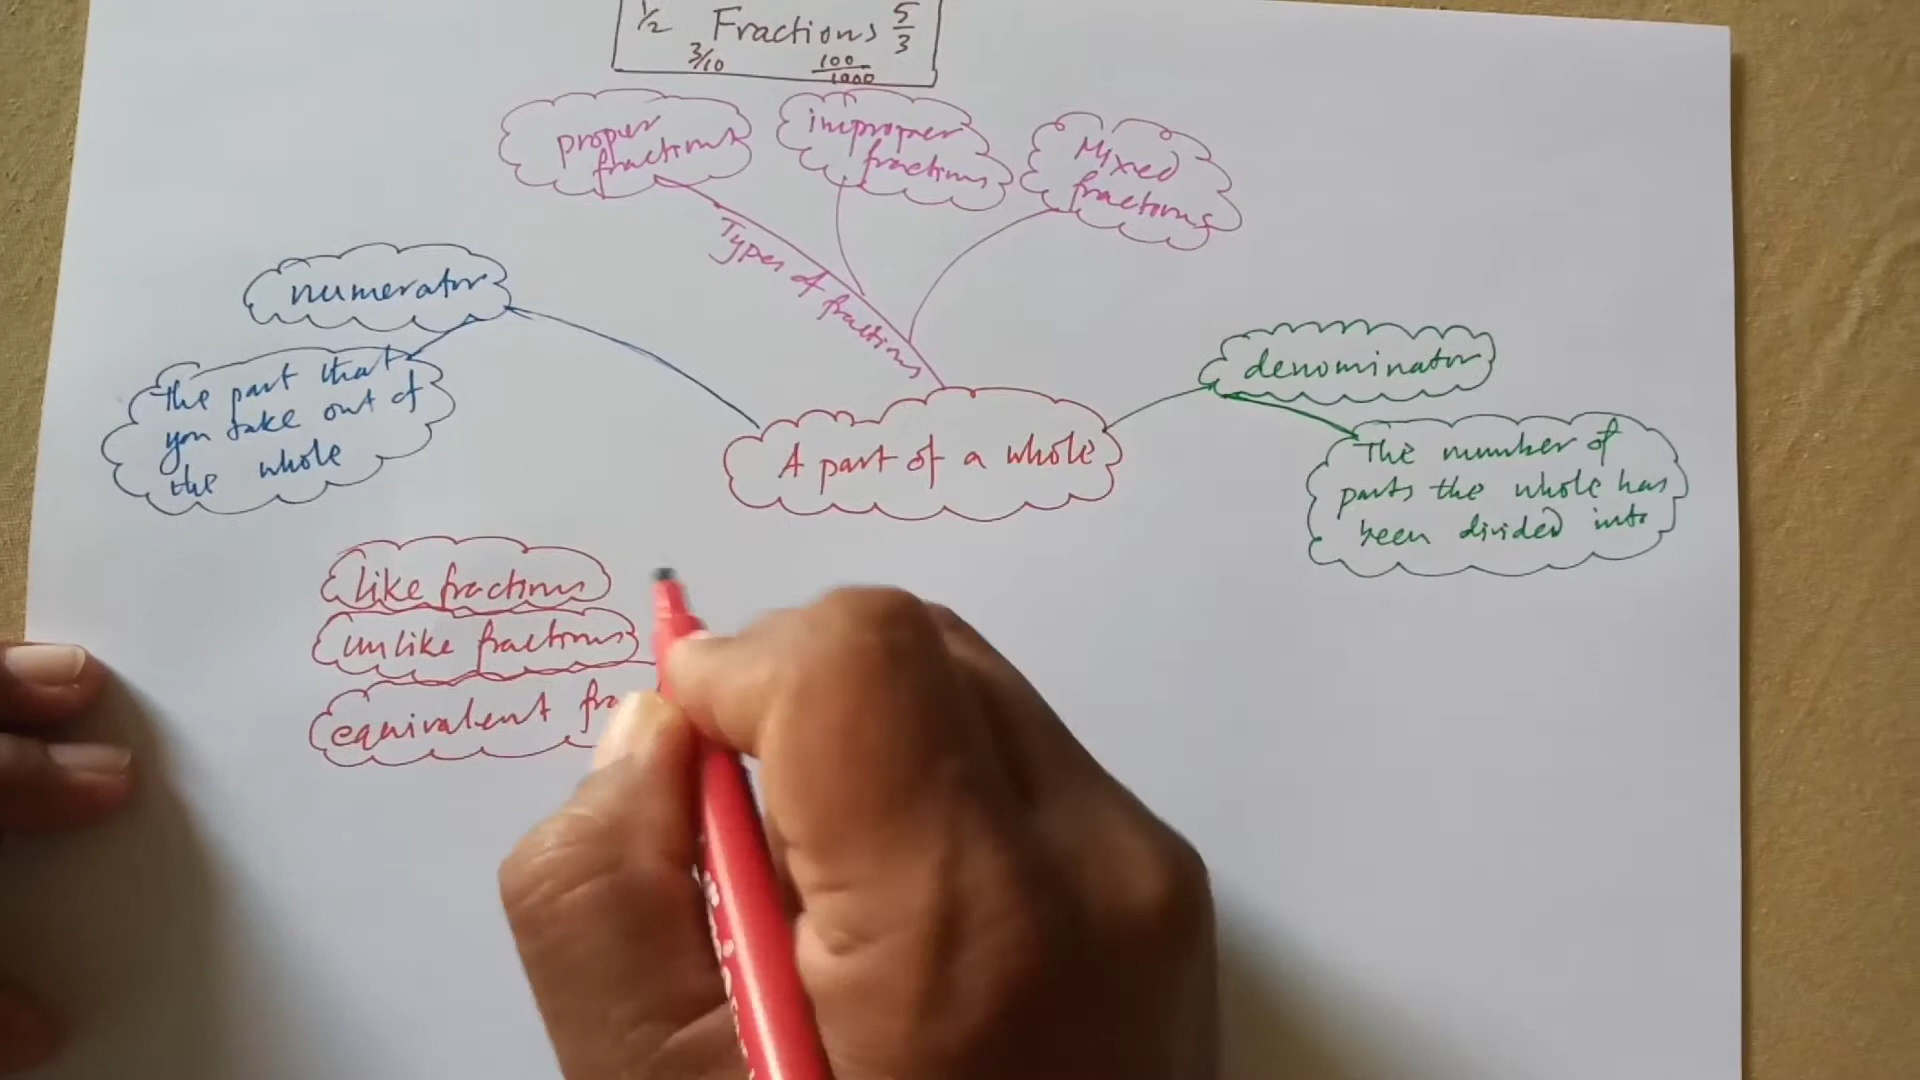 1/2 Fractions 5/3
3/10 100/1000
proper
fractions
improper
fractions
Mixed
fractions
Types of fractions
numerator
the part that
you take out of
the whole
A part of a whole
denominator
The number of
parts the whole has
been divided into
like fractions
unlike fractions
equivalent fra